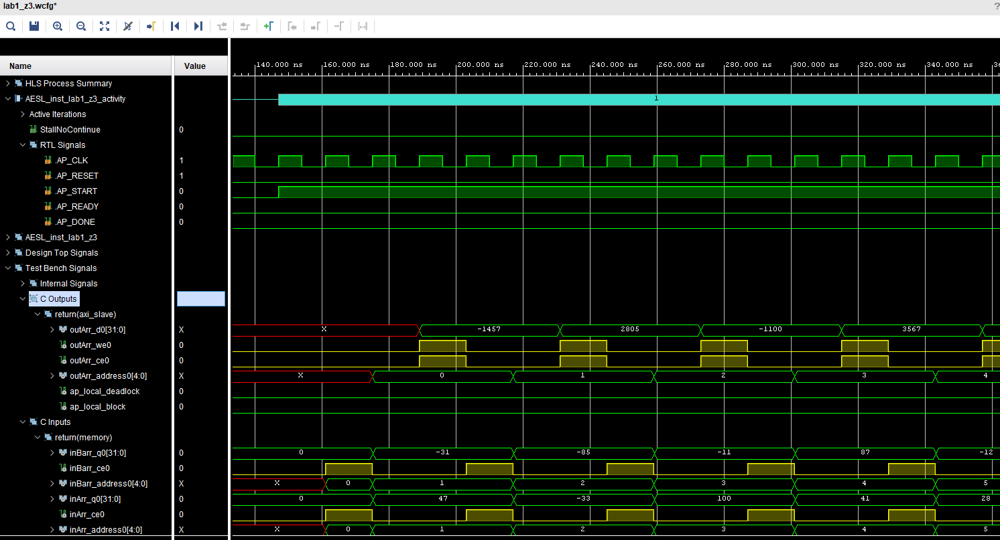 lab1_z3.wcfg*
?
Name Value 140.000 ns 160.000 ns 180.000 ns 200.000 ns 220.000 ns 240.000 ns 260.000 ns 280.000 ns 300.000 ns 320.000 ns 340.000 ns 36
HLS Process Summary
AESL_inst_lab1_z3_activity 1
Active Iterations
StallNoContinue 0
RTL Signals
.AP_CLK 1
.AP_RESET 1
.AP_START 0
.AP_READY 0
.AP_DONE 0
AESL_inst_lab1_z3
Design Top Signals
Test Bench Signals
Internal Signals
C Outputs
return(axi_slave)
outArr_d0[31:0] X X -1457 2805 -1100 3567
outArr_we0 0
outArr_ce0 0
outArr_address0[4:0] X X 0 1 2 3 4
ap_local_deadlock 0
ap_local_block 0
C Inputs
return(memory)
inBarr_q0[31:0] 0 0 -31 -85 -11 87 -12
inBarr_ce0 0
inBarr_address0[4:0] X X 0 1 2 3 4 5
inArr_q0[31:0] 0 0 47 -33 100 41 28
inArr_ce0 0
inArr_address0[4:0] X X 0 1 2 3 4 5